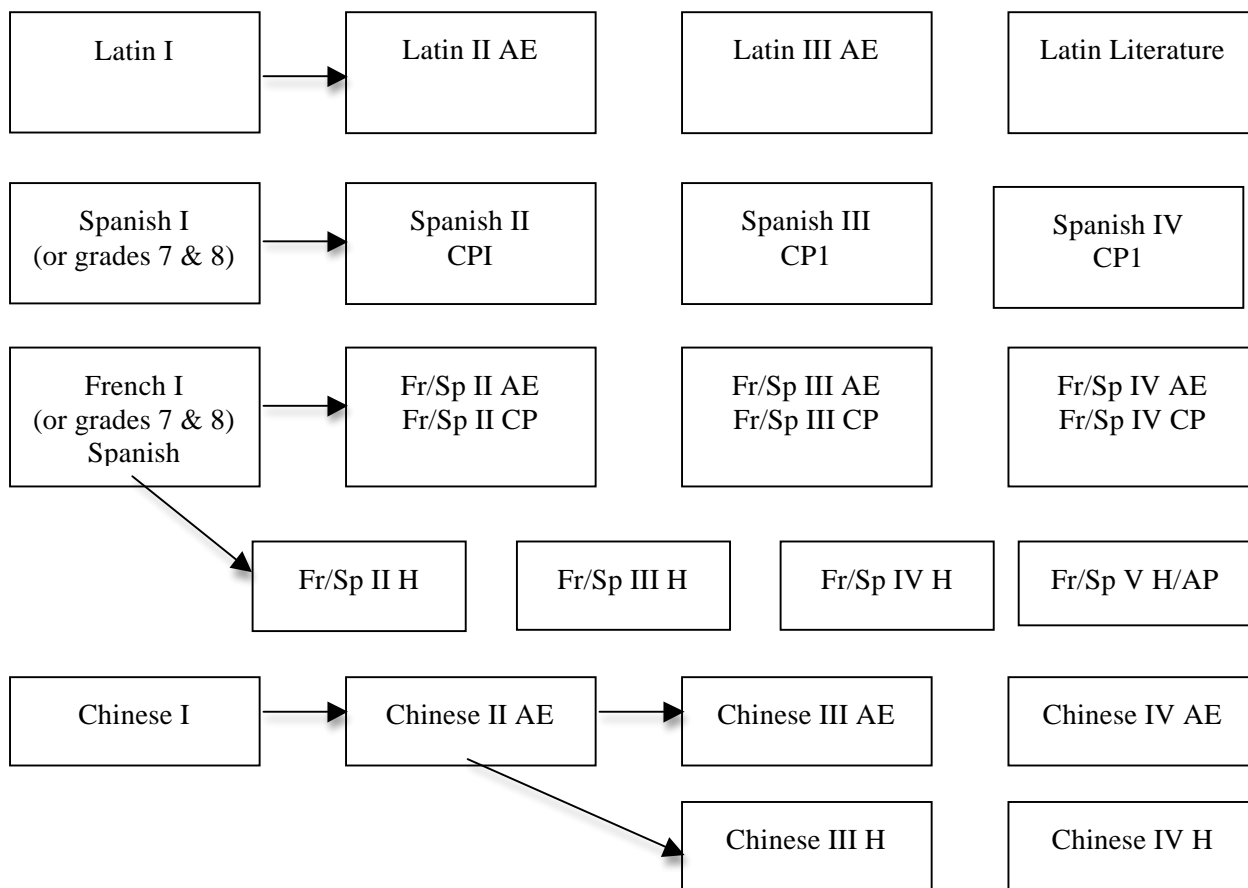 Latin I
Latin II AE
Latin III AE
Latin Literature
Spanish I
(or grades 7 & 8)
Spanish II
CPI
Spanish III
CP1
Spanish IV
CP1
French I
(or grades 7 & 8)
Spanish
Fr/Sp II AE
Fr/Sp II CP
Fr/Sp III AE
Fr/Sp III CP
Fr/Sp IV AE
Fr/Sp IV CP
Fr/Sp II H
Fr/Sp III H
Fr/Sp IV H
Fr/Sp V H/AP
Chinese I
Chinese II AE
Chinese III AE
Chinese IV AE
Chinese III H
Chinese IV H